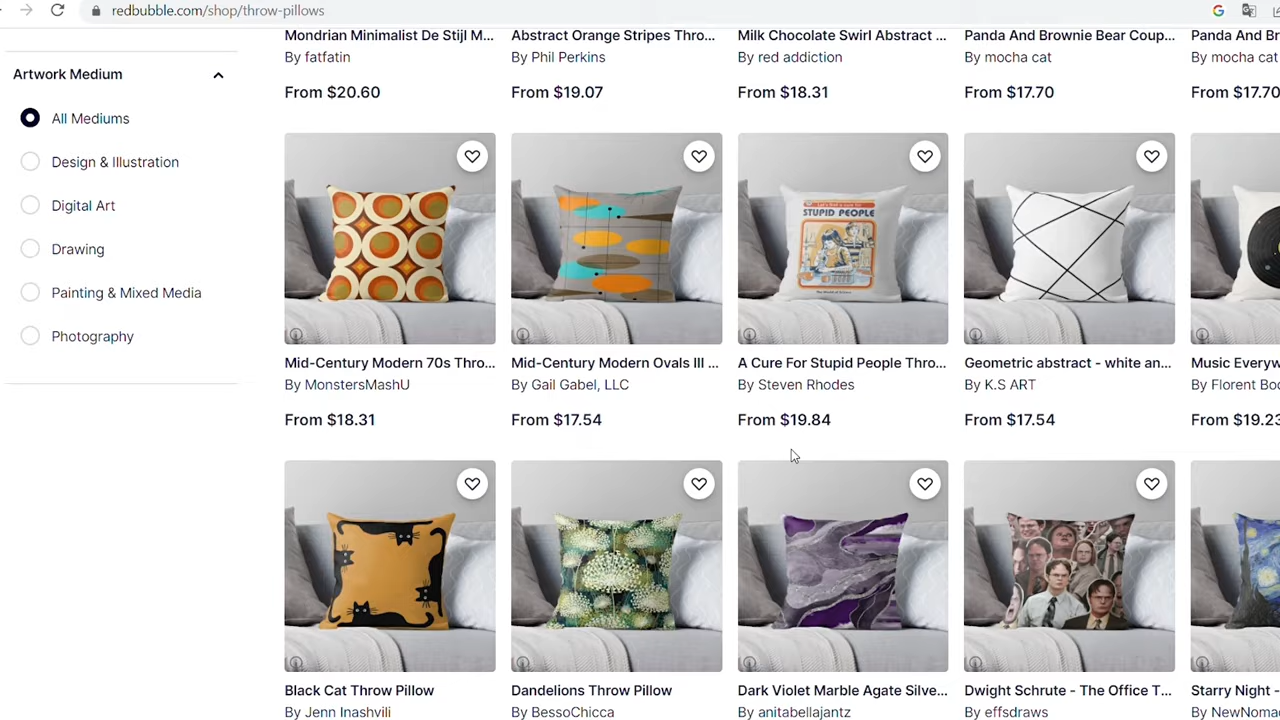 redbubble.com/shop/throw-pillows
Mondrian Minimalist De Stijl M... Abstract Orange Stripes Thro... Milk Chocolate Swirl Abstract ... Panda And Brownie Bear Coup... Panda And Br
By fatfatin By Phil Perkins By red addiction By mocha cat By mocha cat
Artwork Medium
From $20.60 From $19.07 From $18.31 From $17.70 From $17.70
All Mediums
Design & Illustration
Digital Art
Drawing
Painting & Mixed Media
Photography
STUPID PEOPLE
Mid-Century Modern 70s Thro... Mid-Century Modern Ovals III ... A Cure For Stupid People Thro... Geometric abstract - white an... Music Everyw
By MonstersMashU By Gail Gabel, LLC By Steven Rhodes By K.S ART By Florent Bo
From $18.31 From $17.54 From $19.84 From $17.54 From $19.23
Black Cat Throw Pillow Dandelions Throw Pillow Dark Violet Marble Agate Silve... Dwight Schrute - The Office T... Starry Night -
By Jenn Inashvili By BessoChicca By anitabellajantz By effsdraws By NewNomad